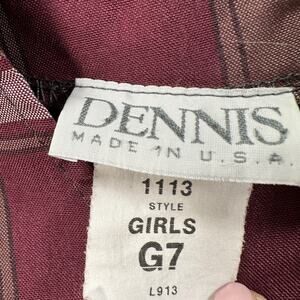 DENNIS
MADE IN U.S.A.
1113
STYLE
GIRLS
G7
L913